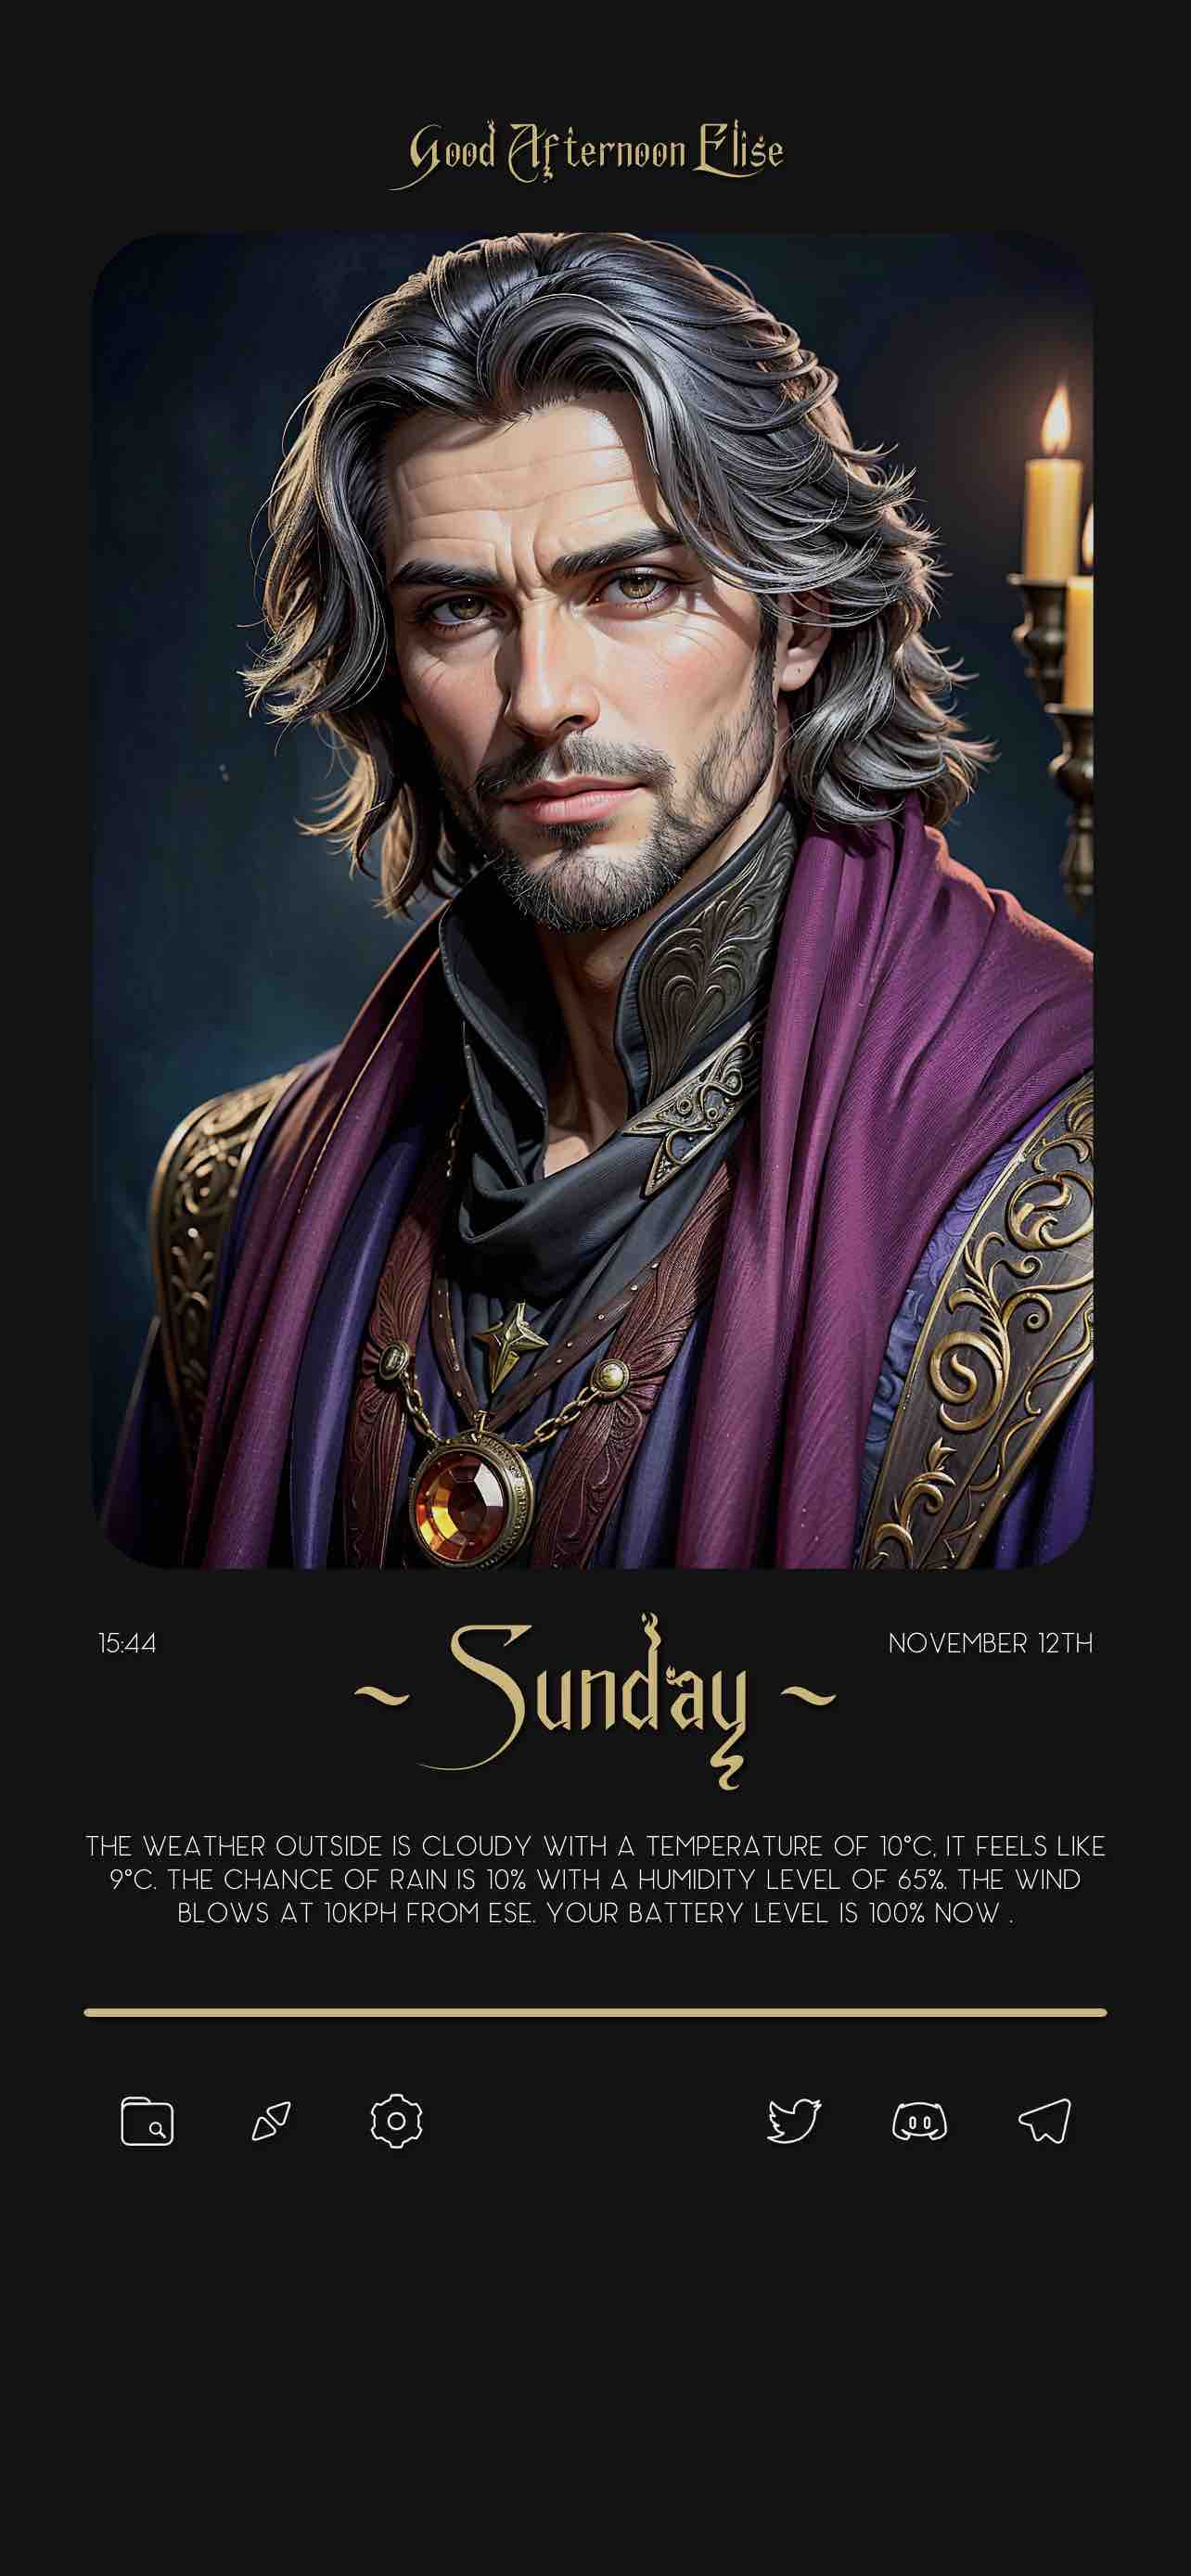 Good Afternoon Elise
15:44
~ Sunday ~
NOVEMBER 12TH
THE WEATHER OUTSIDE IS CLOUDY WITH A TEMPERATURE OF 10°C, IT FEELS LIKE
9°C. THE CHANCE OF RAIN IS 10% WITH A HUMIDITY LEVEL OF 65%. THE WIND
BLOWS AT 10KPH FROM ESE. YOUR BATTERY LEVEL IS 100% NOW .